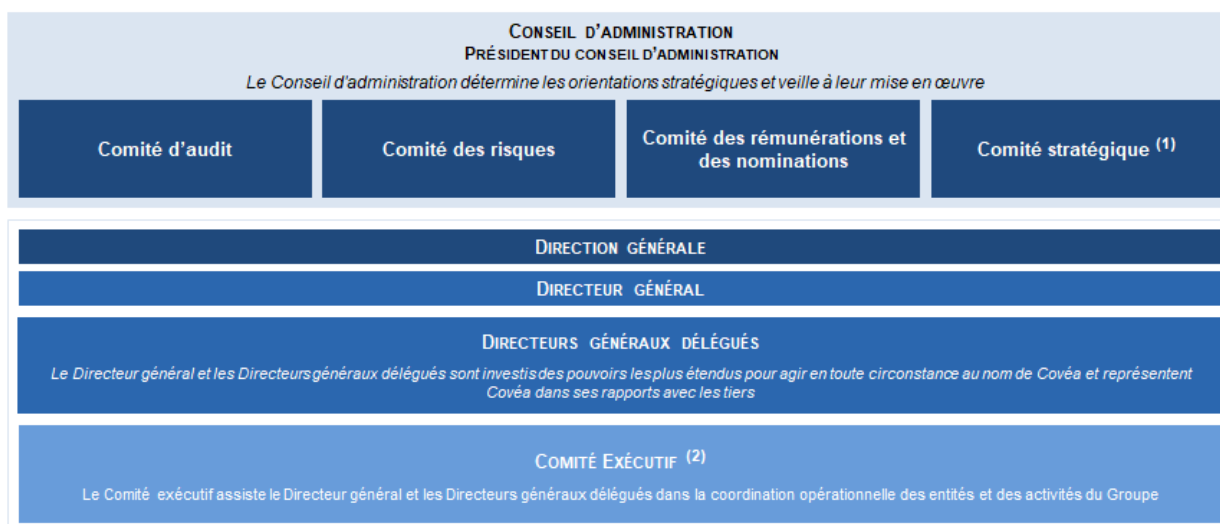 CONSEIL D'ADMINISTRATION
PRÉSIDENT DU CONSEIL D'ADMINISTRATION
Le Conseil d'administration détermine les orientations stratégiques et veille à leur mise en œuvre
Comité d'audit
Comité des risques
Comité des rémunérations et
des nominations
Comité stratégique (1)
DIRECTION GÉNÉRALE
DIRECTEUR GÉNÉRAL
DIRECTEURS GÉNÉRAUX DÉLÉGUÉS
Le Directeur général et les Directeurs généraux délégués sont investis des pouvoirs les plus étendus pour agir en toute circonstance au nom de Covéa et représentent
Covéa dans ses rapports avec les tiers
COMITÉ EXÉCUTIF (2)
Le Comité exécutif assiste le Directeur général et les Directeurs généraux délégués dans la coordination opérationnelle des entités et des activités du Groupe